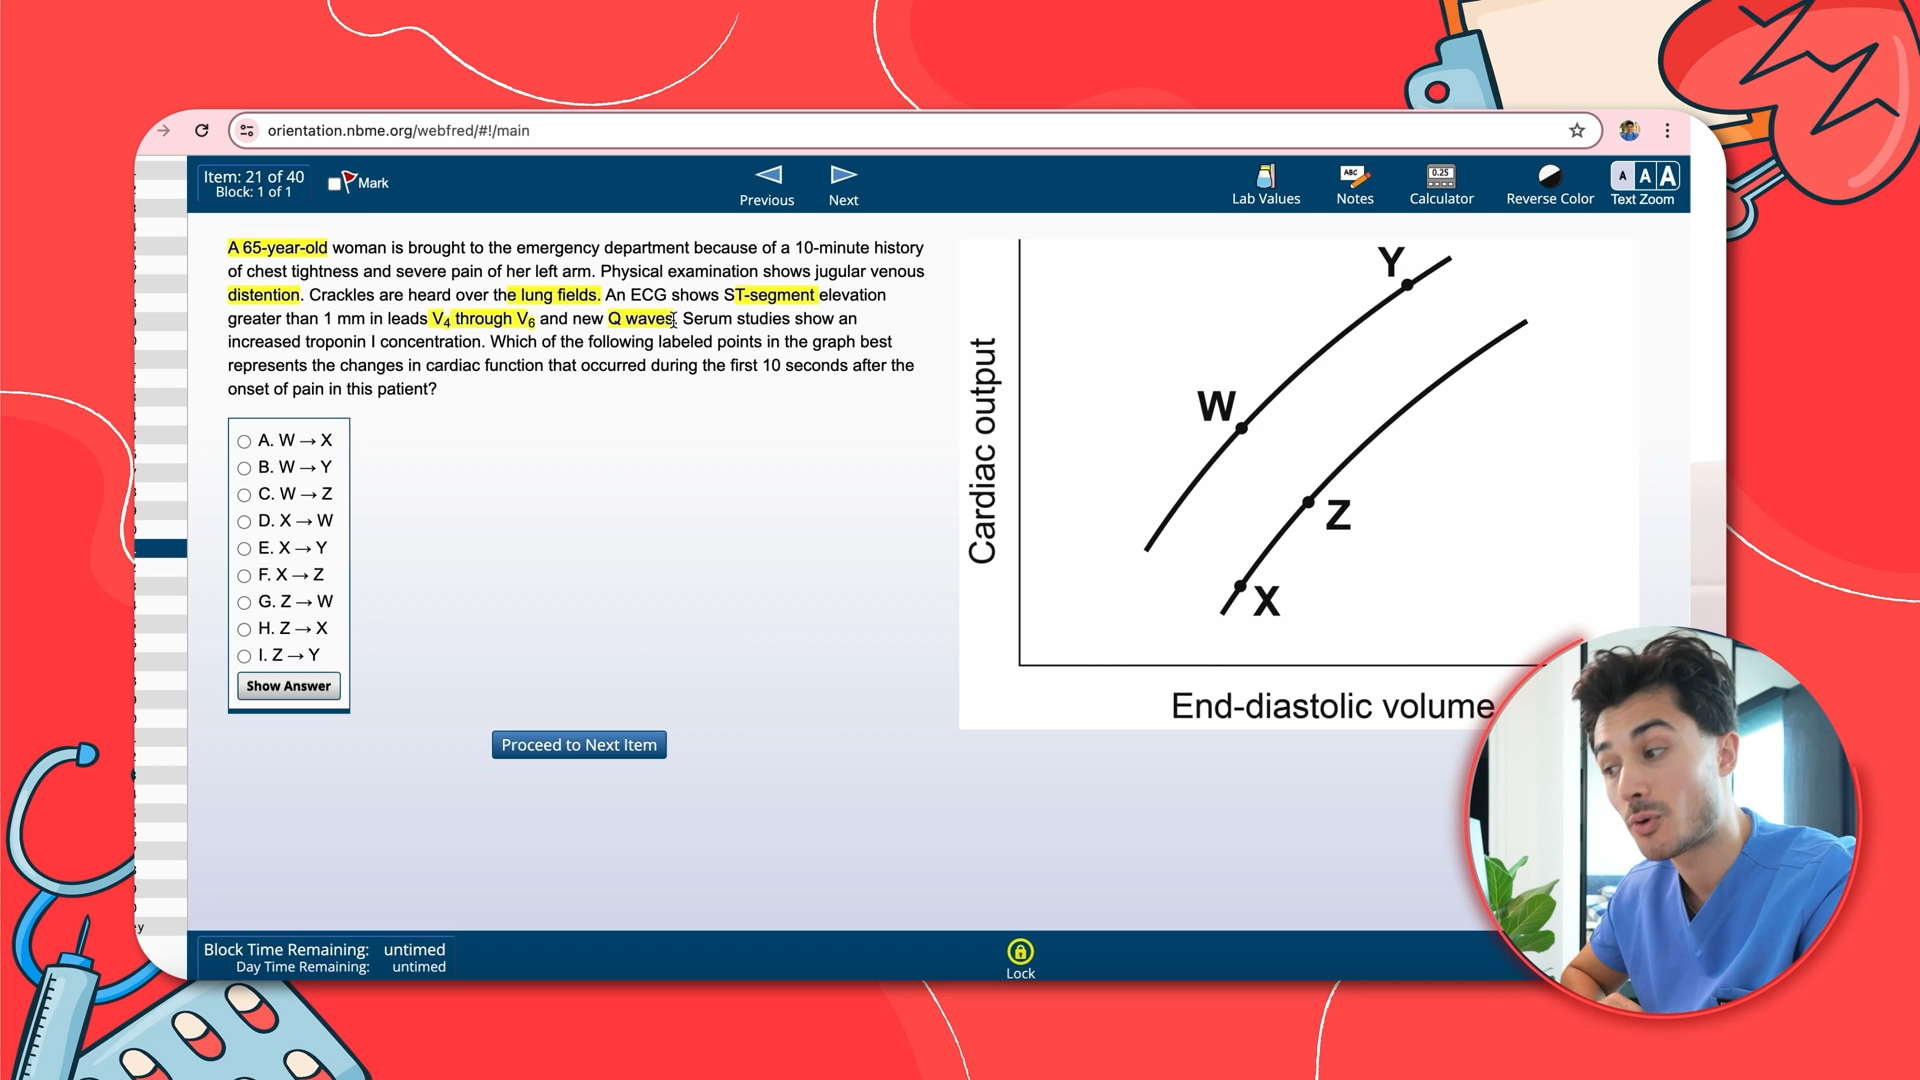 orientation.nbme.org/webfred/#!/main
Item: 21 of 40
Block: 1 of 1
Mark
Previous
Next
Lab Values
ABC
Notes
0.25
Calculator
Reverse Color
A A A
Text Zoom
A 65-year-old woman is brought to the emergency department because of a 10-minute history
of chest tightness and severe pain of her left arm. Physical examination shows jugular venous
distention. Crackles are heard over the lung fields. An ECG shows ST-segment elevation
greater than 1 mm in leads V4 through V6 and new Q waves. Serum studies show an
increased troponin I concentration. Which of the following labeled points in the graph best
represents the changes in cardiac function that occurred during the first 10 seconds after the
onset of pain in this patient?
A. W → X
B. W → Y
C. W → Z
D. X → W
E. X → Y
F. X → Z
G. Z → W
H. Z → X
I. Z → Y
Show Answer
Proceed to Next Item
Cardiac output
Y
W
Z
X
End-diastolic volume
y
Block Time Remaining: untimed
Day Time Remaining: untimed
Lock